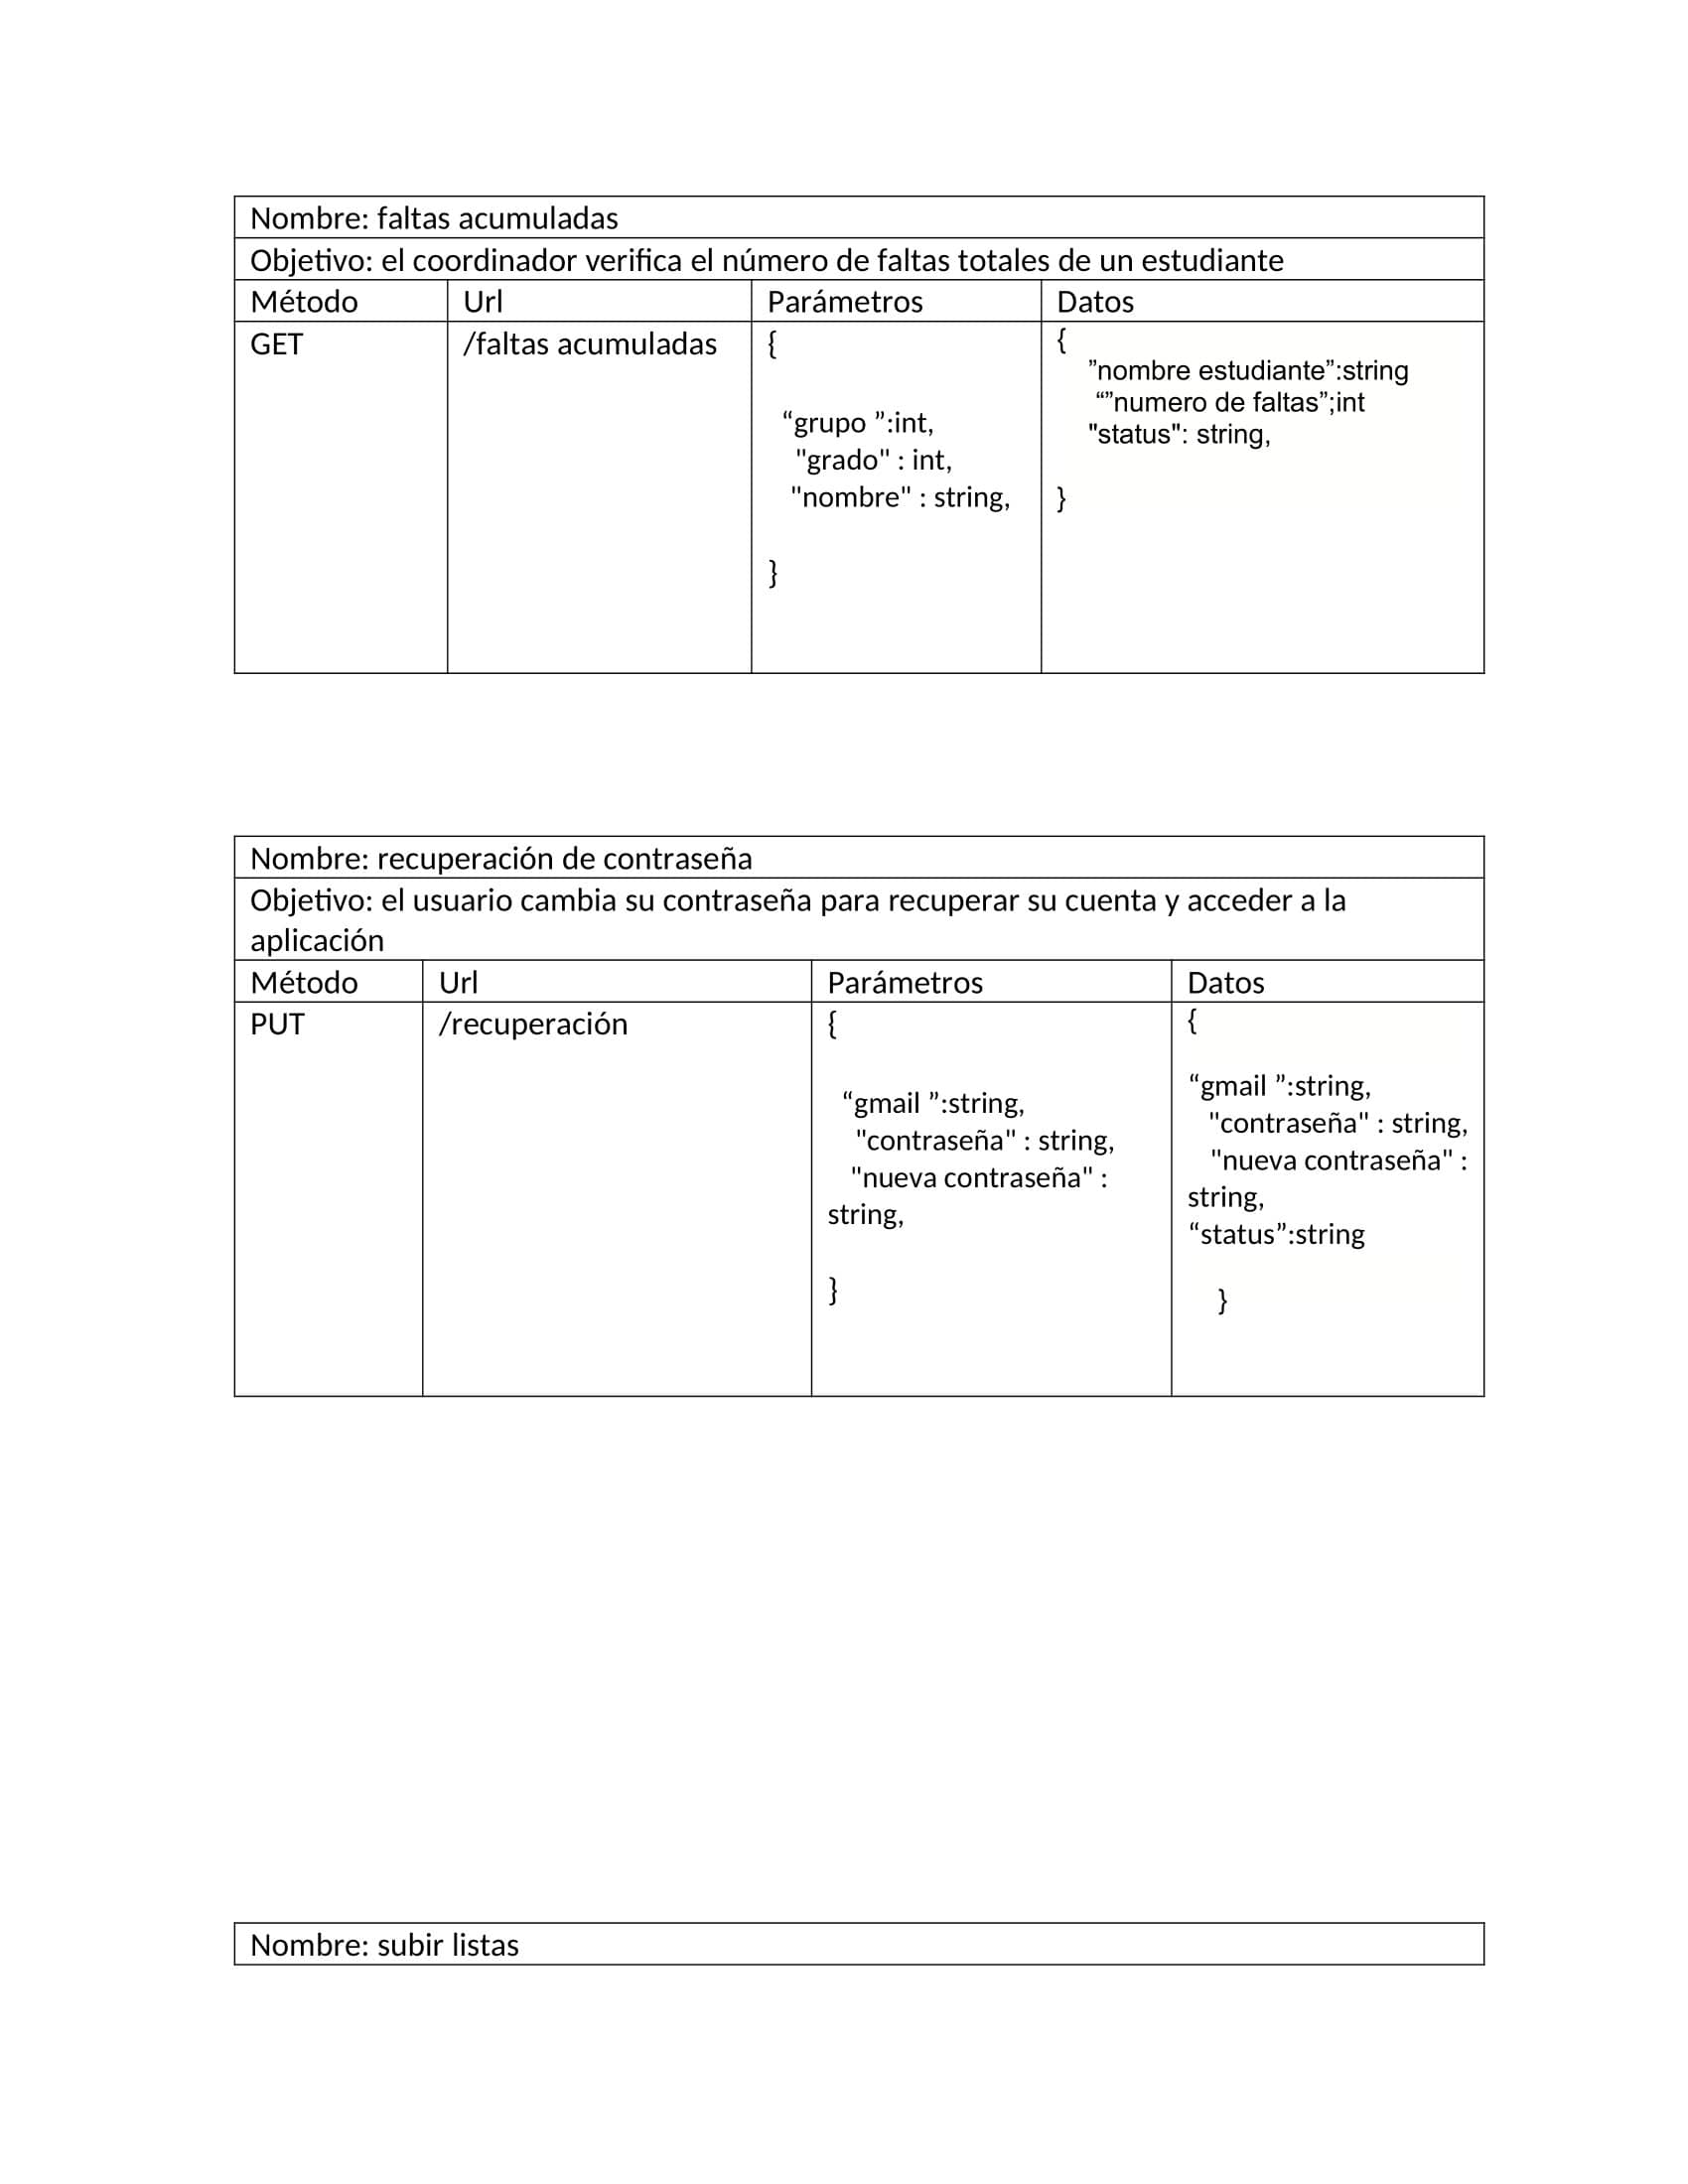 Nombre: faltas acumuladas
Objetivo: el coordinador verifica el número de faltas totales de un estudiante
Método Url Parámetros Datos
GET /faltas acumuladas
{
“grupo ”:int,
"grado" : int,
"nombre" : string,
}
{
”nombre estudiante”:string
“”numero de faltas”;int
"status": string,
}
Nombre: recuperación de contraseña
Objetivo: el usuario cambia su contraseña para recuperar su cuenta y acceder a la
aplicación
Método Url Parámetros Datos
PUT /recuperación
{
“gmail ”:string,
"contraseña" : string,
"nueva contraseña" :
string,
}
{
“gmail ”:string,
"contraseña" : string,
"nueva contraseña" :
string,
“status”:string
}
Nombre: subir listas